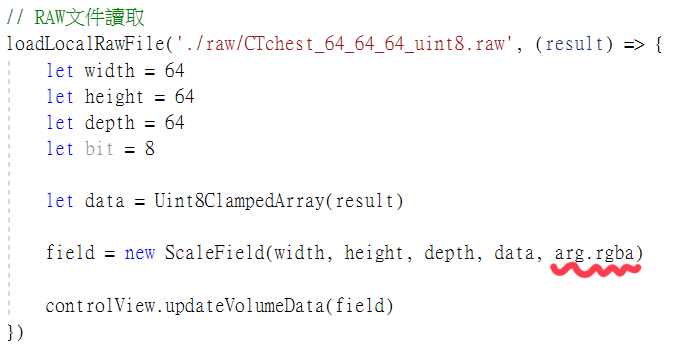 // RAW文件讀取
loadLocalRawFile('./raw/CTchest_64_64_64_uint8.raw', (result) => {
let width = 64
let height = 64
let depth = 64
let bit = 8
let data = Uint8ClampedArray(result)
field = new ScaleField(width, height, depth, data, arg.rgba)
controlView.updateVolumeData(field)
})